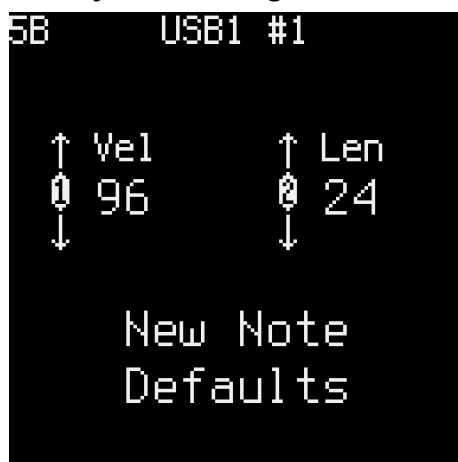 5B USB1 #1
↑ Vel ↑ Len
1 96 2 24
↓ ↓
New Note
Defaults